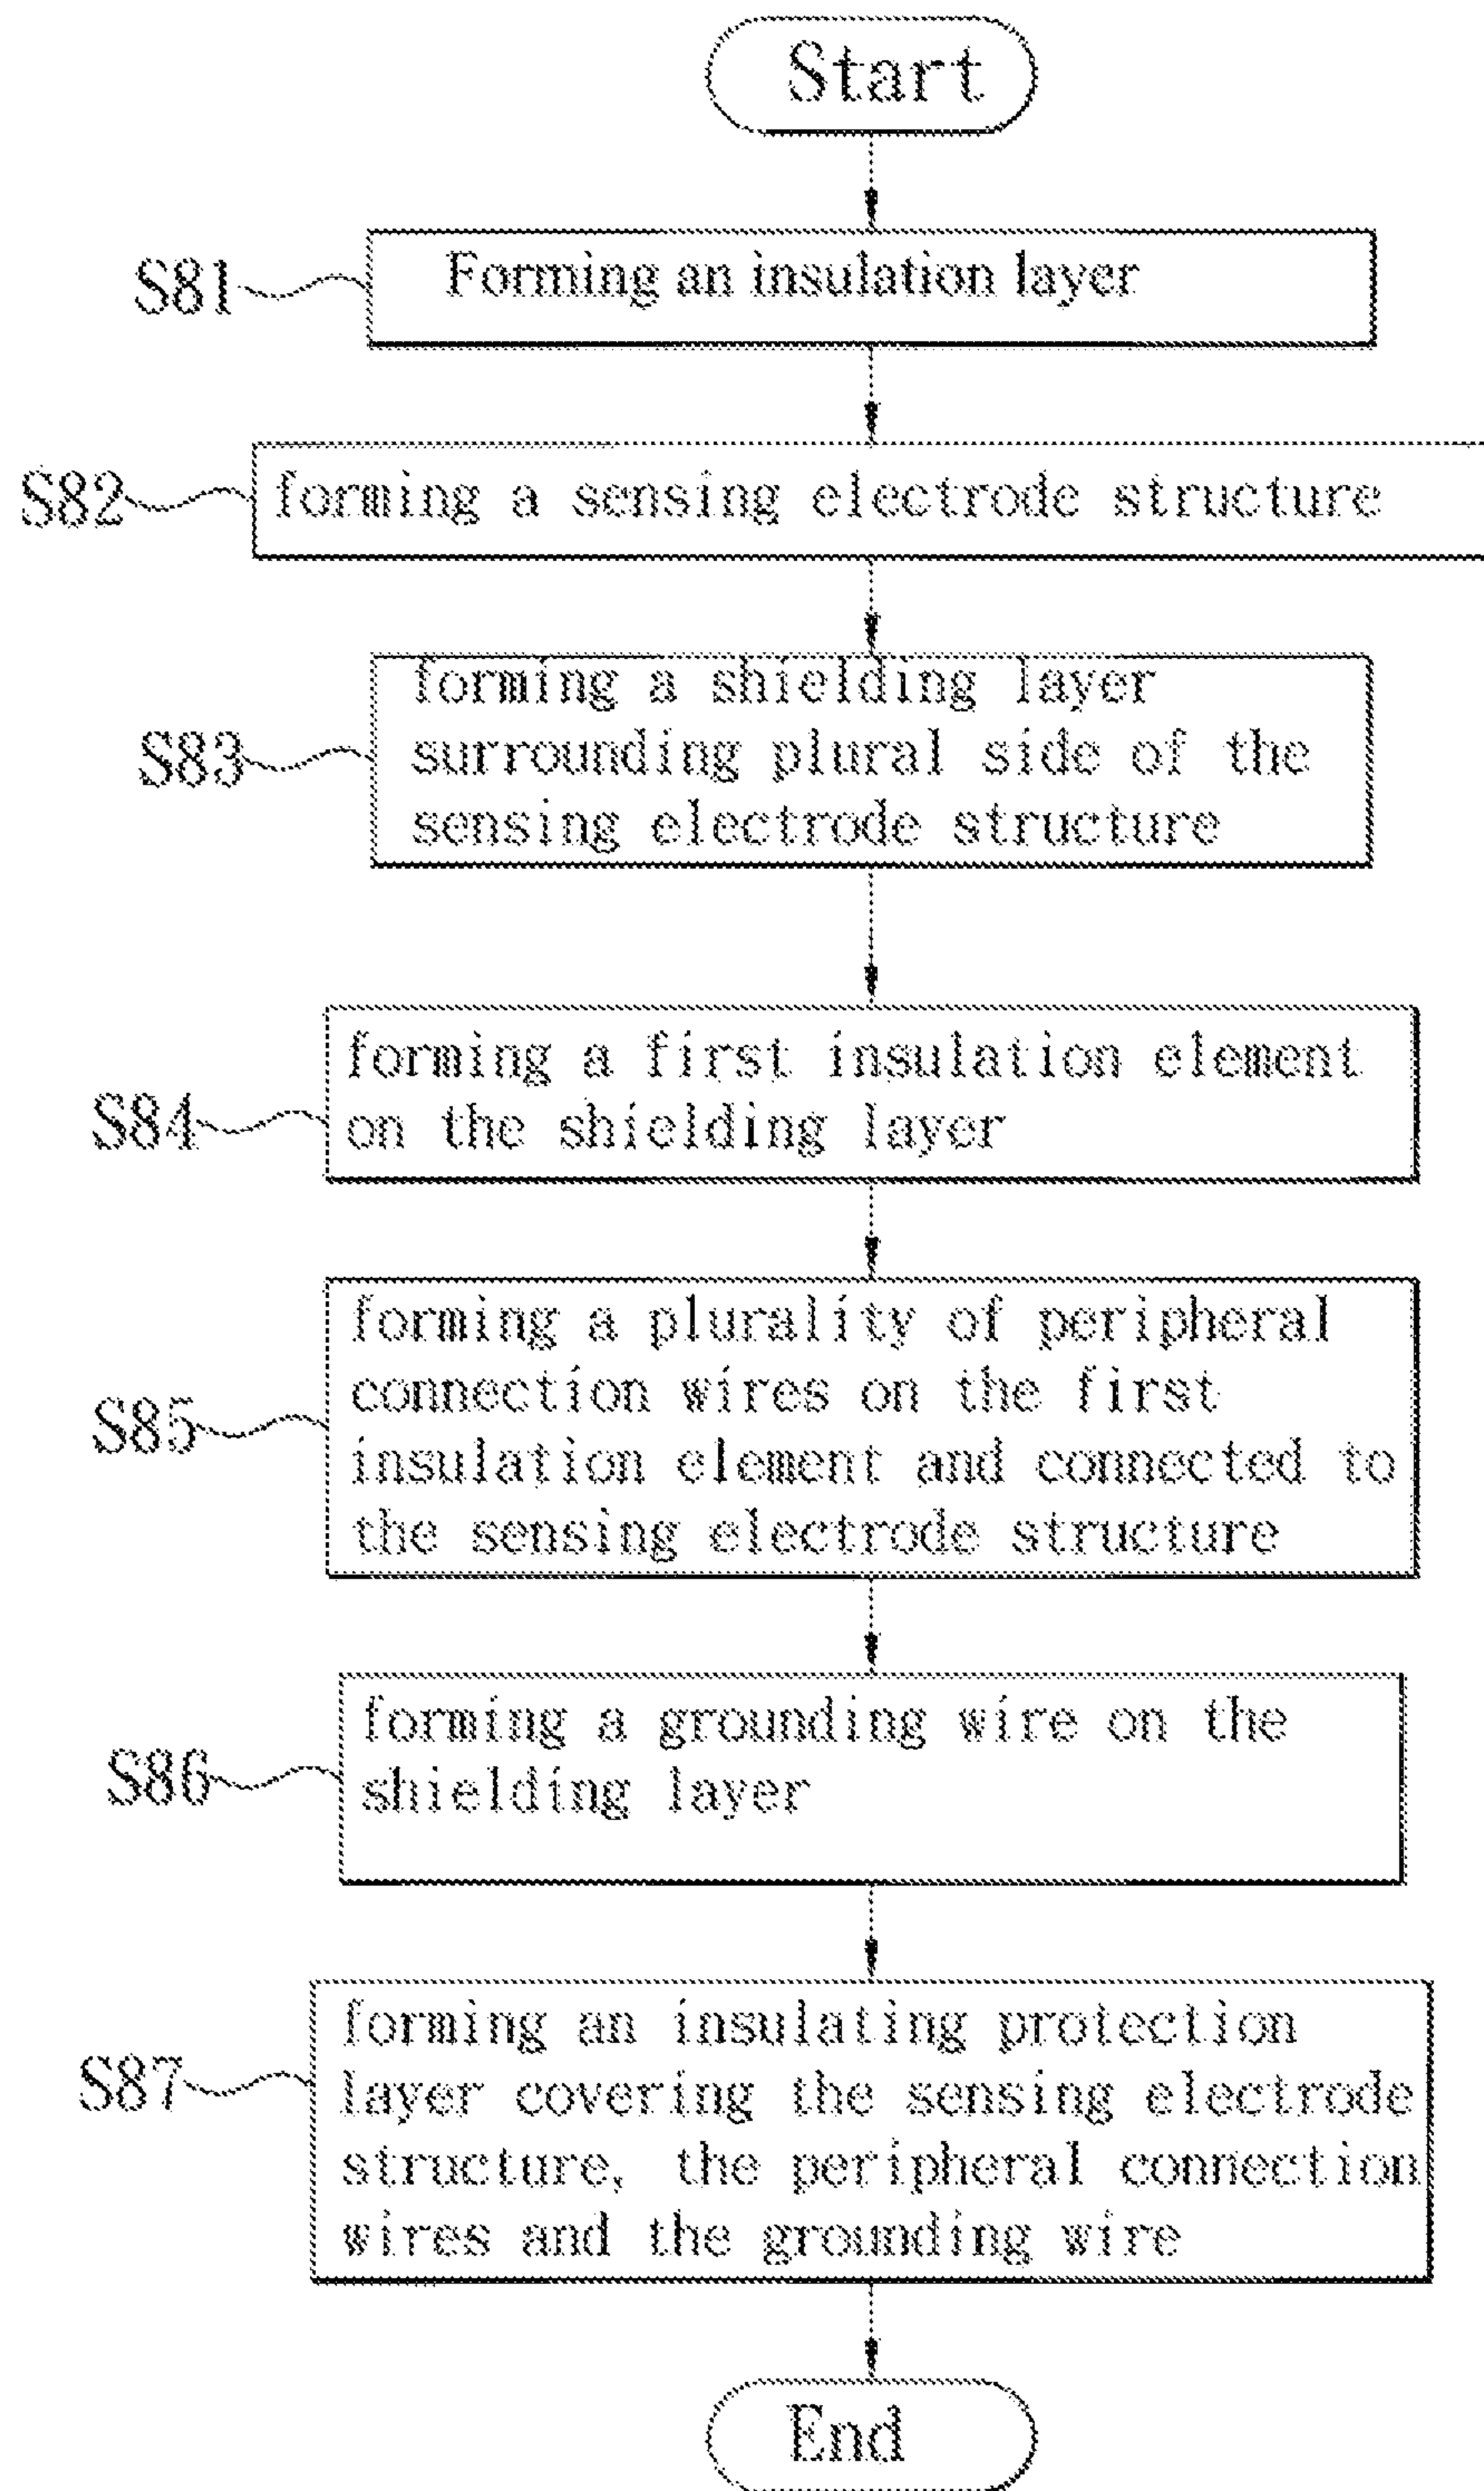 Start
S81
Forming an insulation layer
S82
forming a sensing electrode structure
S83
forming a shielding layer
surrounding plural side of the
sensing electrode structure
S84
forming a first insulation element
on the shielding layer
S85
forming a plurality of peripheral
connection wires on the first
insulation element and connected to
the sensing electrode structure
S86
forming a grounding wire on the
shielding layer
S87
forming an insulating protection
layer covering the sensing electrode
structure, the peripheral connection
wires and the grounding wire
End